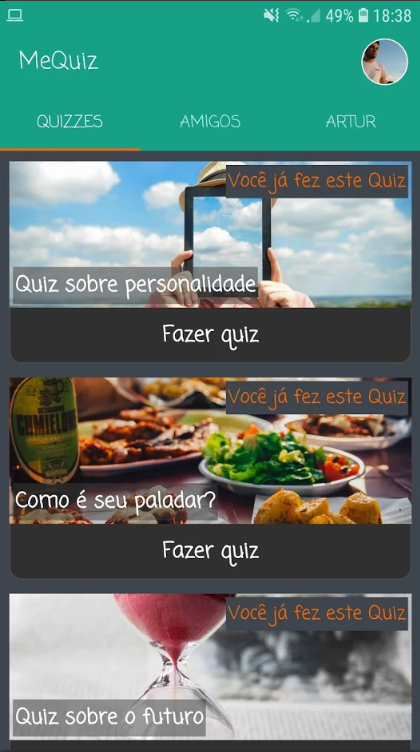 49% 18:38
MeQuiz
QUIZZES AMIGOS ARTUR
Você já fez este Quiz
Quiz sobre personalidade
Fazer quiz
Você já fez este Quiz
Como é seu paladar?
Fazer quiz
Você já fez este Quiz
Quiz sobre o futuro